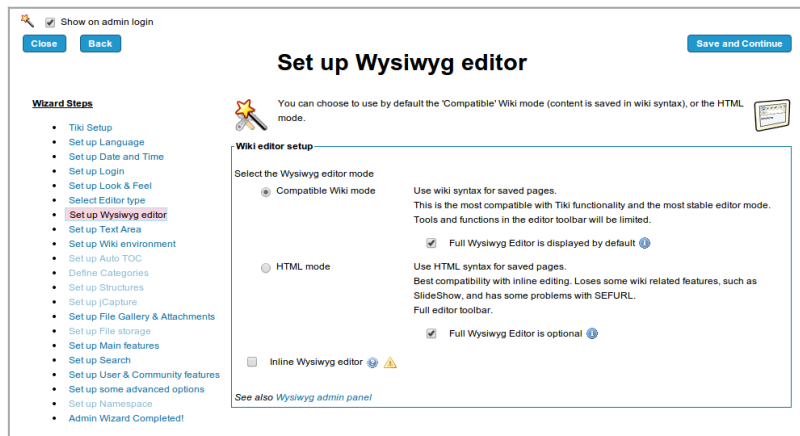 Show on admin login
Close Back Save and Continue
Set up Wysiwyg editor
Wizard Steps
Tiki Setup
Set up Language
Set up Date and Time
Set up Login
Set up Look & Feel
Select Editor type
Set up Wysiwyg editor
Set up Text Area
Set up Wiki environment
Set up Auto TOC
Define Categories
Set up Structures
Set up jCapture
Set up File Gallery & Attachments
Set up File storage
Set up Main features
Set up Search
Set up User & Community features
Set up some advanced options
Set up Namespace
Admin Wizard Completed!
You can choose to use by default the 'Compatible' Wiki mode (content is saved in wiki syntax), or the HTML
mode.
Wiki editor setup
Select the Wysiwyg editor mode
Compatible Wiki mode Use wiki syntax for saved pages.
This is the most compatible with Tiki functionality and the most stable editor mode.
Tools and functions in the editor toolbar will be limited.
Full Wysiwyg Editor is displayed by default
HTML mode Use HTML syntax for saved pages.
Best compatibility with inline editing. Loses some wiki related features, such as
SlideShow, and has some problems with SEFURL.
Full editor toolbar.
Full Wysiwyg Editor is optional
Inline Wysiwyg editor
See also Wysiwyg admin panel